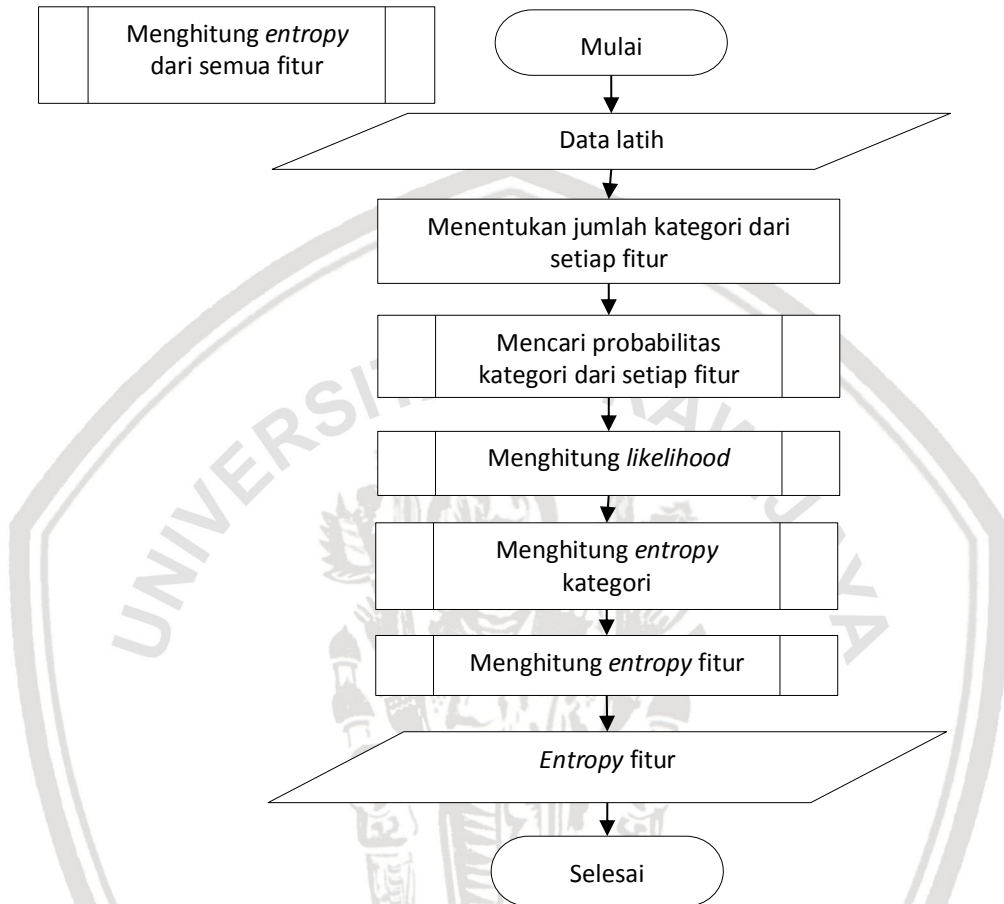 Menghitung entropy
dari semua fitur
Mulai
Data latih
Menentukan jumlah kategori dari
setiap fitur
Mencari probabilitas
kategori dari setiap fitur
Menghitung likelihood
Menghitung entropy
kategori
Menghitung entropy fitur
Entropy fitur
Selesai